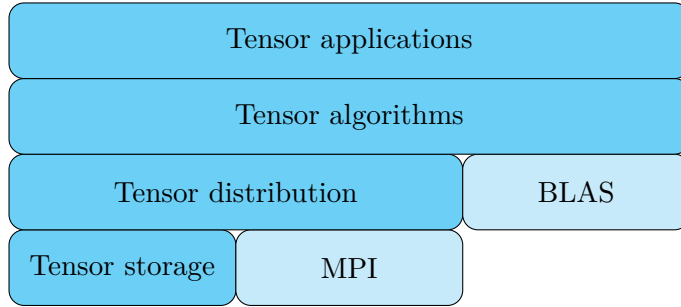 Tensor applications
Tensor algorithms
Tensor distribution
BLAS
Tensor storage
MPI